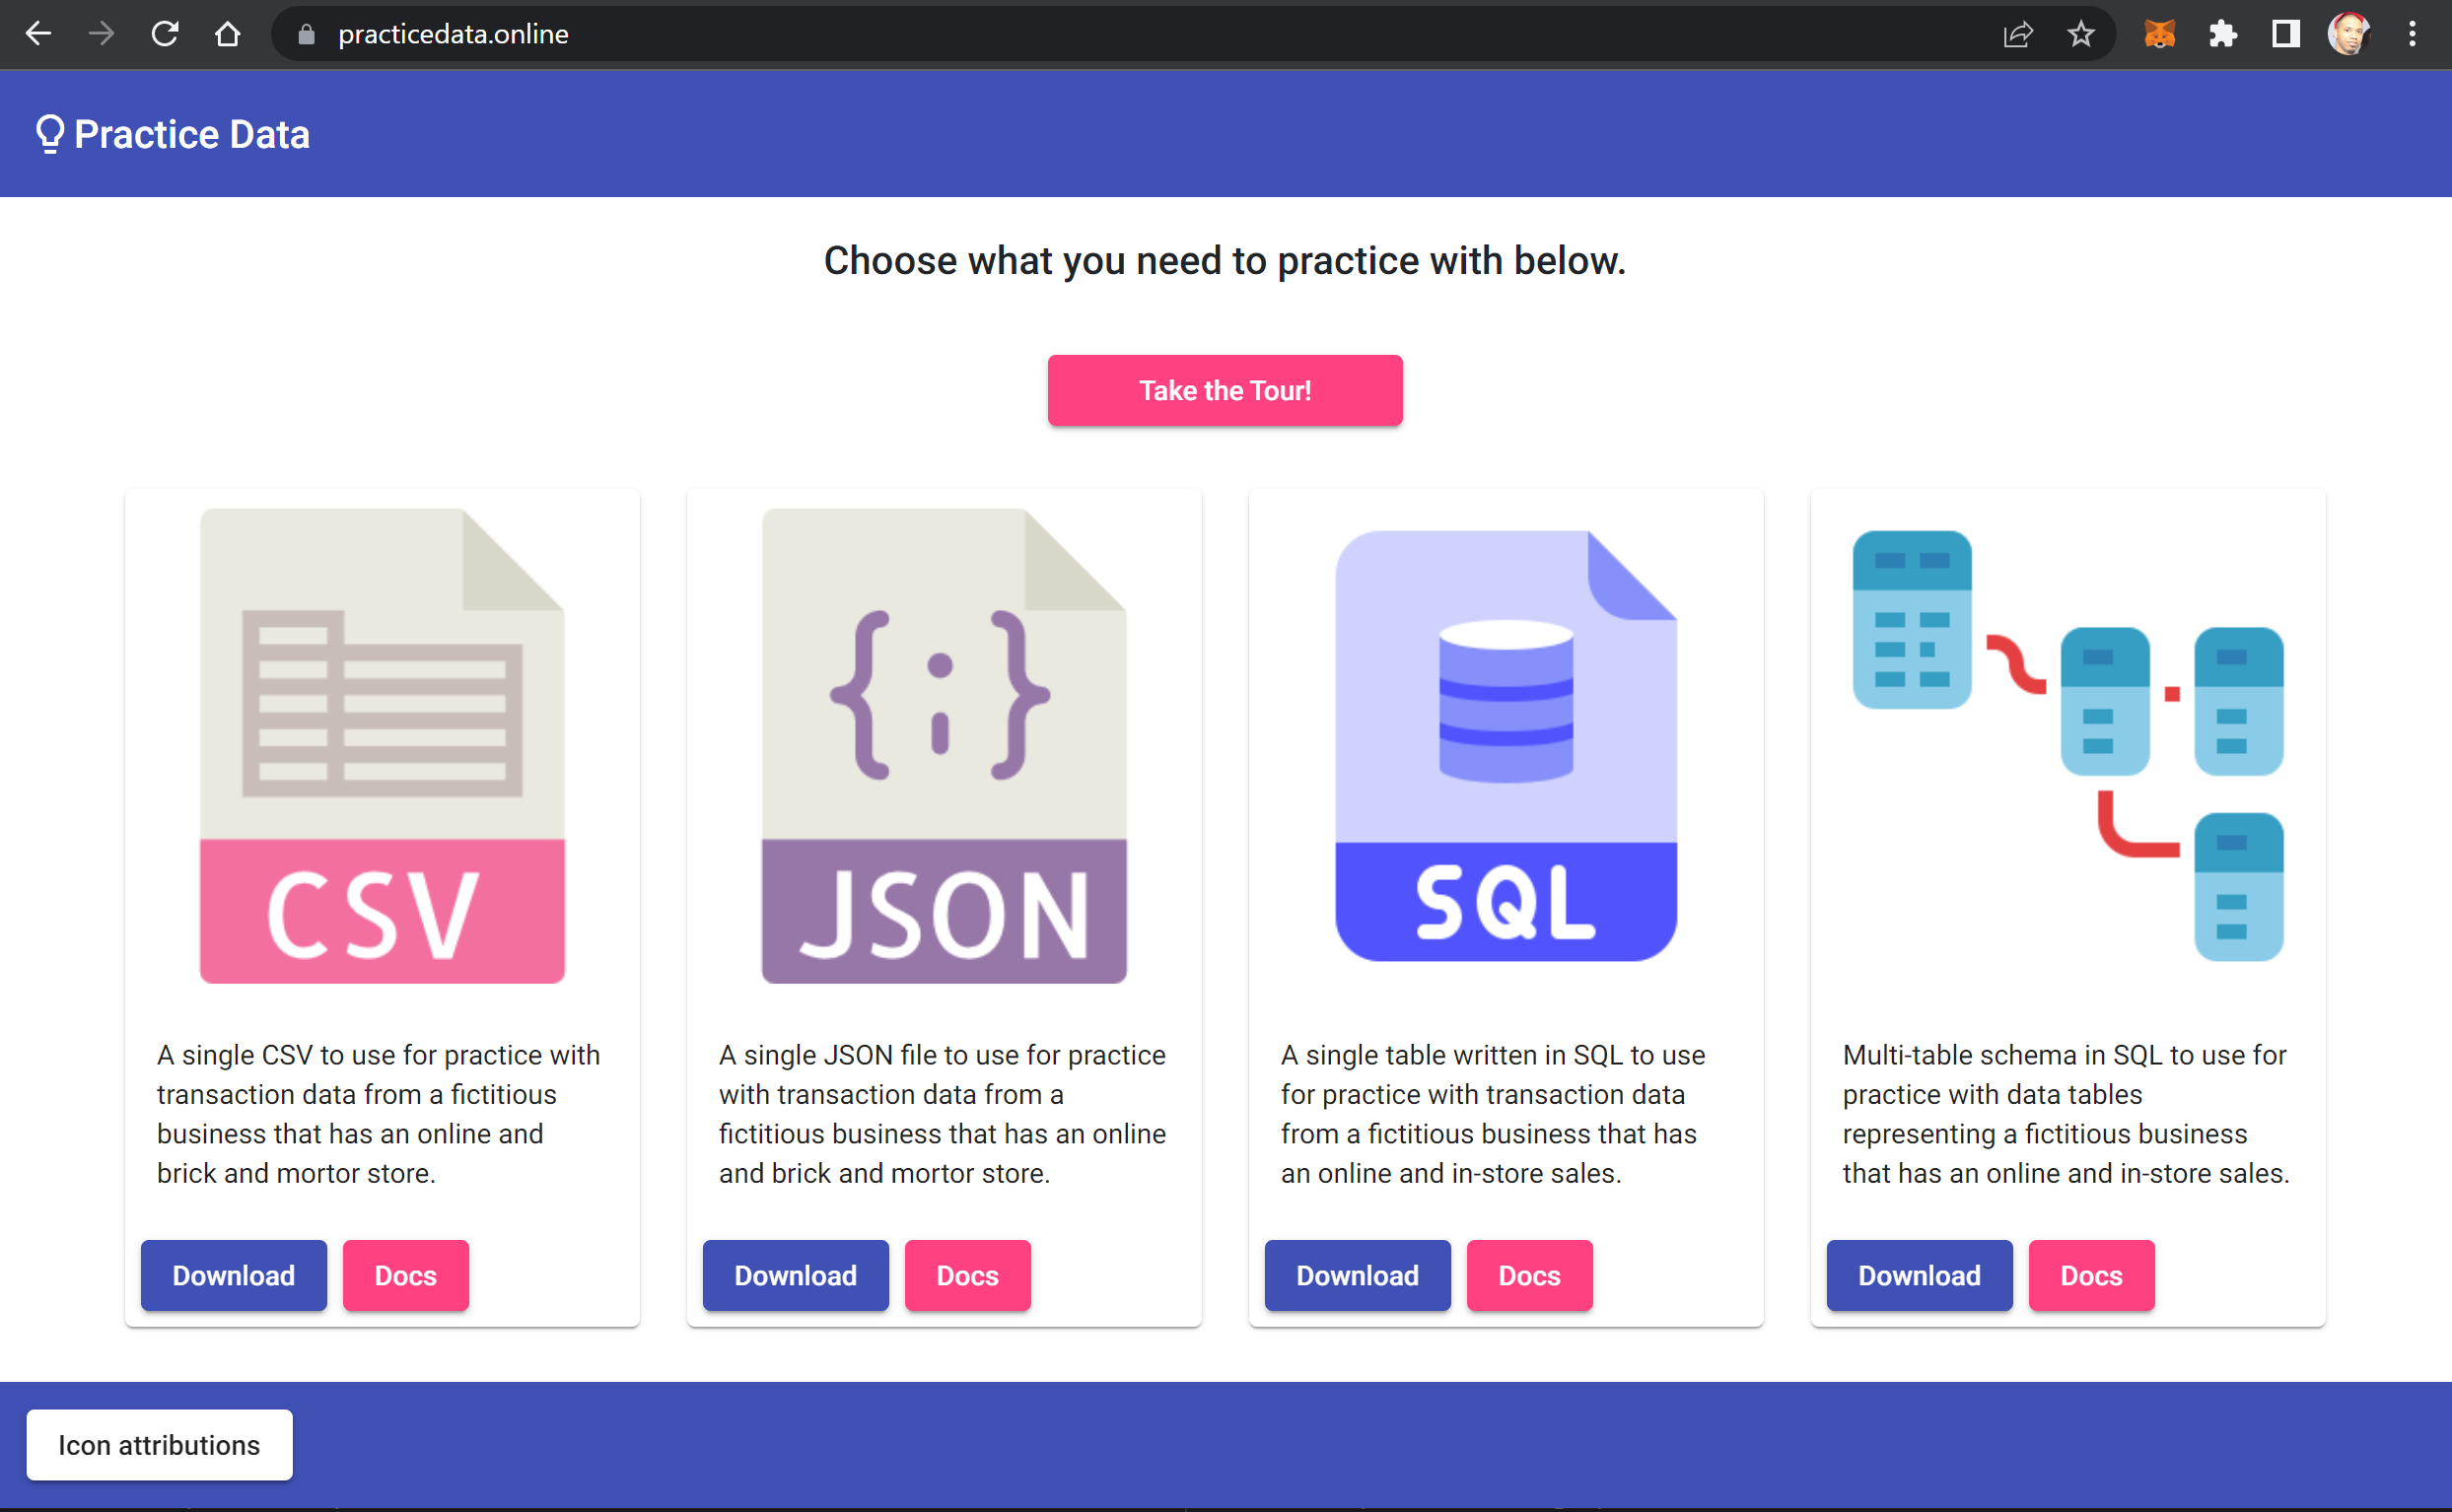 practicedata.online
Practice Data
Choose what you need to practice with below.
Take the Tour!
CSV
A single CSV to use for practice with
transaction data from a fictitious
business that has an online and
brick and mortor store.
Download Docs
JSON
A single JSON file to use for practice
with transaction data from a
fictitious business that has an online
and brick and mortor store.
Download Docs
SQL
A single table written in SQL to use
for practice with transaction data
from a fictitious business that has
an online and in-store sales.
Download Docs
Multi-table schema in SQL to use for
practice with data tables
representing a fictitious business
that has an online and in-store sales.
Download Docs
Icon attributions